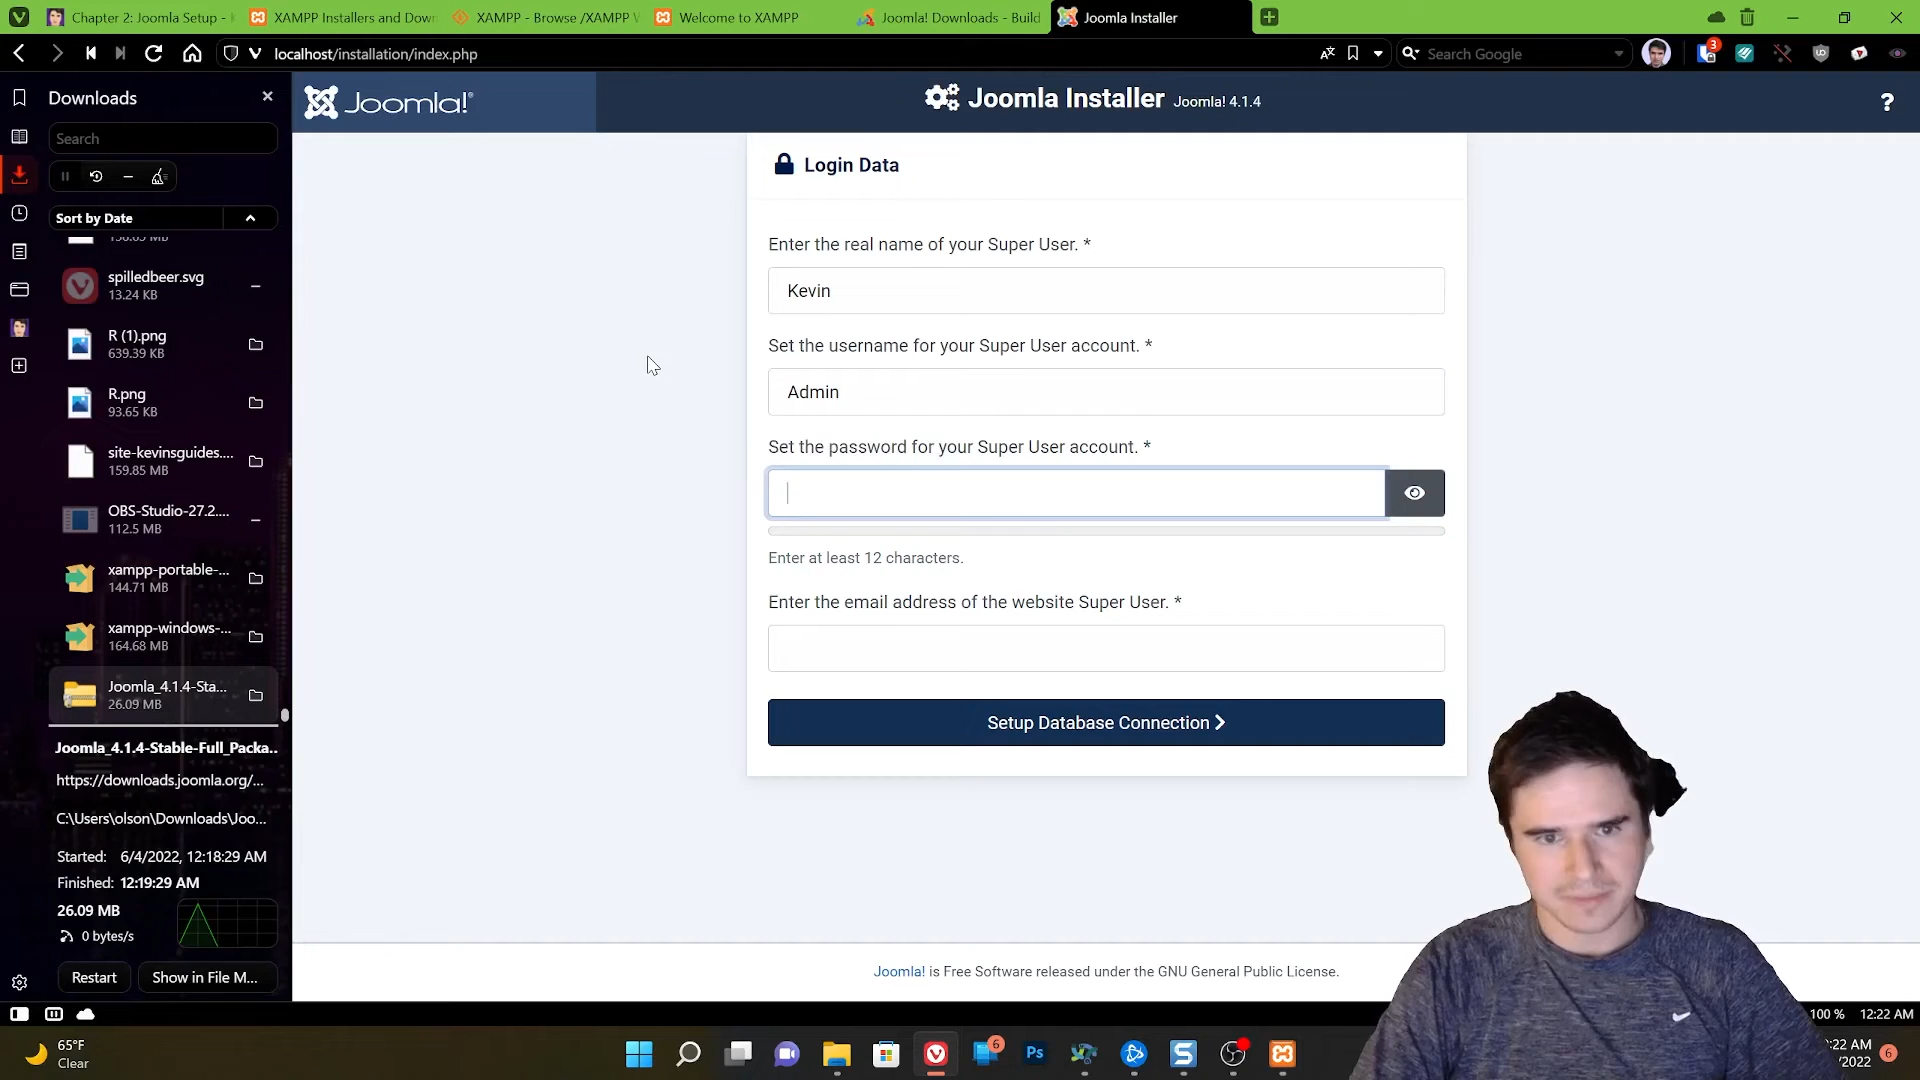 Chapter 2: Joomla Setup -
XAMPP Installers and Down
XAMPP - Browse /XAMPP
Welcome to XAMPP
Joomla! Downloads - Build
Joomla Installer
localhost/installation/index.php
Search Google
3
Downloads
Search
Sort by Date
spilledbeer.svg
13.24 KB
R (1).png
639.39 KB
R.png
93.65 KB
site-kevinsguides....
159.85 MB
OBS-Studio-27.2....
112.5 MB
xampp-portable-...
144.71 MB
xampp-windows-...
164.68 MB
Joomla_4.1.4-Sta...
26.09 MB
Joomla_4.1.4-Stable-Full_Packa..
https://downloads.joomla.org/...
C:\Users\olson\Downloads\Joo...
Started: 6/4/2022, 12:18:29 AM
Finished: 12:19:29 AM
26.09 MB
0 bytes/s
Restart
Show in File M...
Joomla!®
Joomla Installer Joomla! 4.1.4
?
Login Data
Enter the real name of your Super User. *
Kevin
Set the username for your Super User account. *
Admin
Set the password for your Super User account. *
Enter at least 12 characters.
Enter the email address of the website Super User. *
Setup Database Connection
Joomla! is Free Software released under the GNU General Public License.
100 %
12:22 AM
65°F
Clear
6
Ps
:22 AM
/2022
6